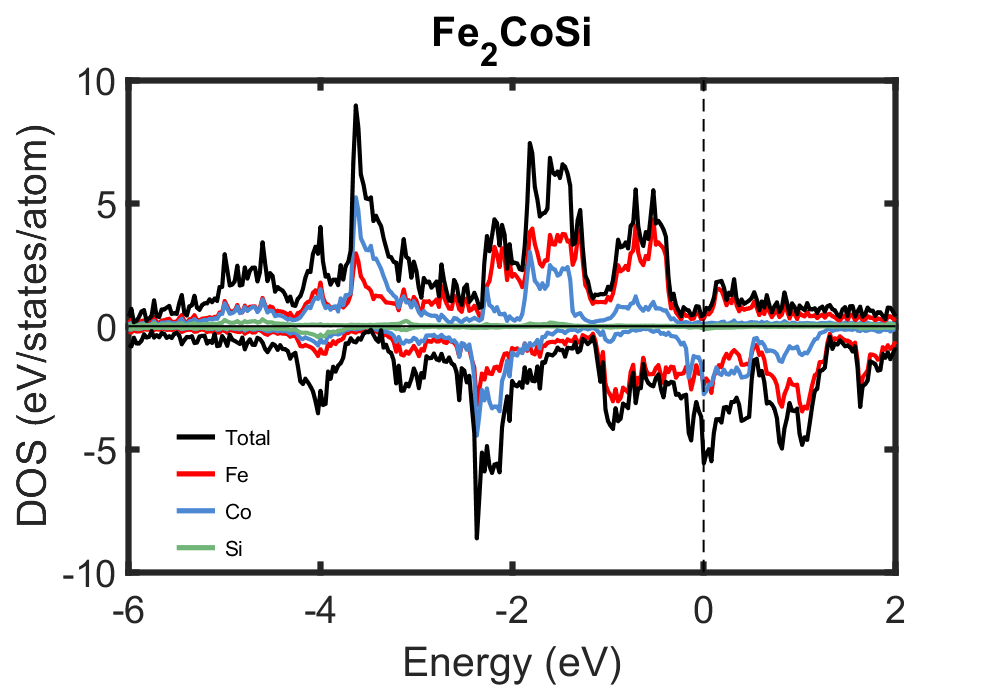 Fe₂CoSi
10
5
0
-5
-10
DOS (eV/states/atom)
Total
Fe
Co
Si
-6 -4 -2 0 2
Energy (eV)